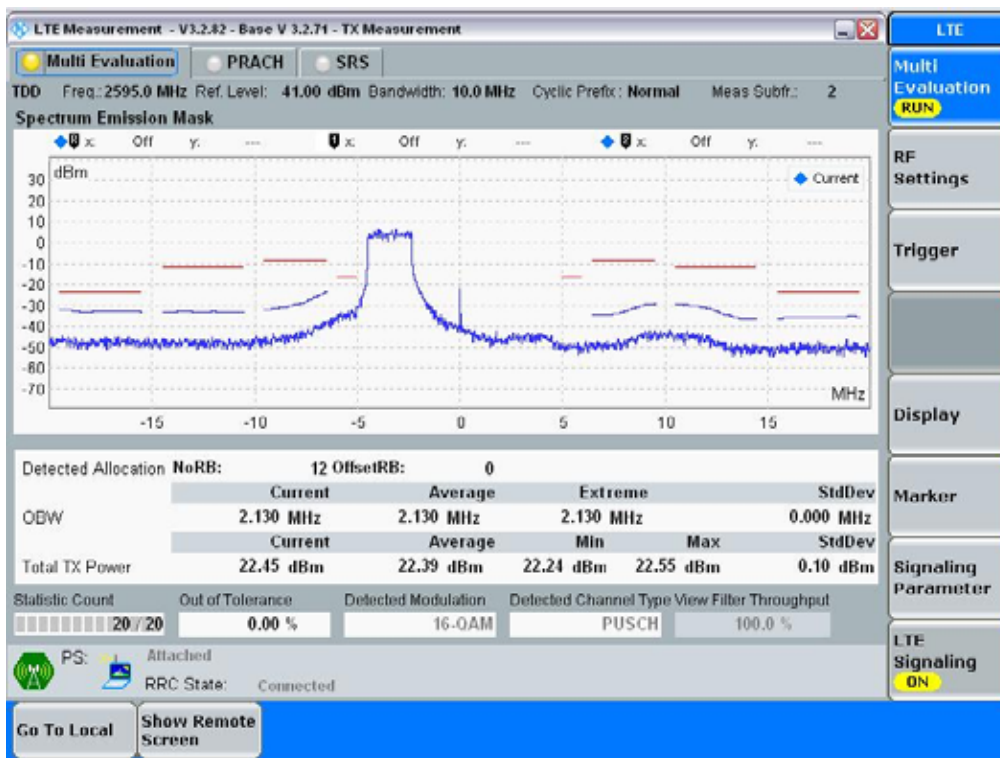 LTE Measurement - V3.2.82 - Base V 3.2.71 - TX Measurement
LTE
Multi Evaluation PRACH SRS
Multi
Evaluation
RUN
TDD Freq.: 2595.0 MHz Ref. Level: 41.00 dBm Bandwidth: 10.0 MHz Cyclic Prefix: Normal Meas Subfr.: 2
Spectrum Emission Mask
x: Off y: --- 1 x: Off y: --- 2 x: Off y: ---
dBm
Current
30
20
10
0
-10
-20
-30
-40
-50
-60
-70
MHz
-15 -10 -5 0 5 10 15
RF
Settings
Trigger
Display
Marker
Signaling
Parameter
LTE
Signaling
ON
Detected Allocation NoRB: 12 OffsetRB: 0
Current Average Extreme StdDev
OBW 2.130 MHz 2.130 MHz 2.130 MHz 0.000 MHz
Current Average Min Max StdDev
Total TX Power 22.45 dBm 22.39 dBm 22.24 dBm 22.55 dBm 0.10 dBm
Statistic Count Out of Tolerance Detected Modulation Detected Channel Type View Filter Throughput
20 / 20 0.00 % 16-QAM PUSCH 100.0 %
PS: Attached
RRC State: Connected
Go To Local
Show Remote
Screen